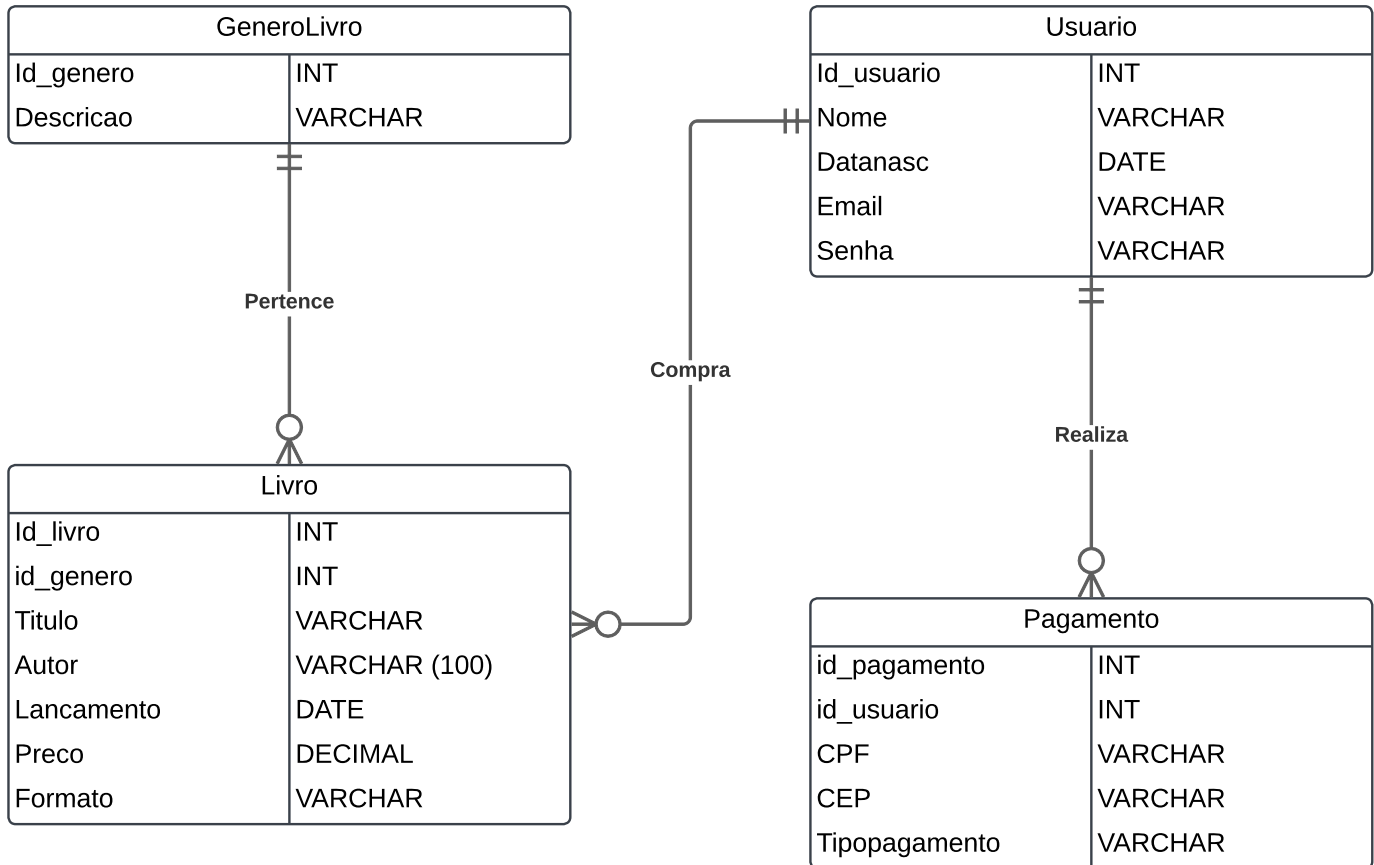 GeneroLivro
Id_genero INT
Descricao VARCHAR
Pertence
Livro
Id_livro INT
id_genero INT
Titulo VARCHAR
Autor VARCHAR (100)
Lancamento DATE
Preco DECIMAL
Formato VARCHAR
Compra
Usuario
Id_usuario INT
Nome VARCHAR
Datanasc DATE
Email VARCHAR
Senha VARCHAR
Realiza
Pagamento
id_pagamento INT
id_usuario INT
CPF VARCHAR
CEP VARCHAR
Tipopagamento VARCHAR